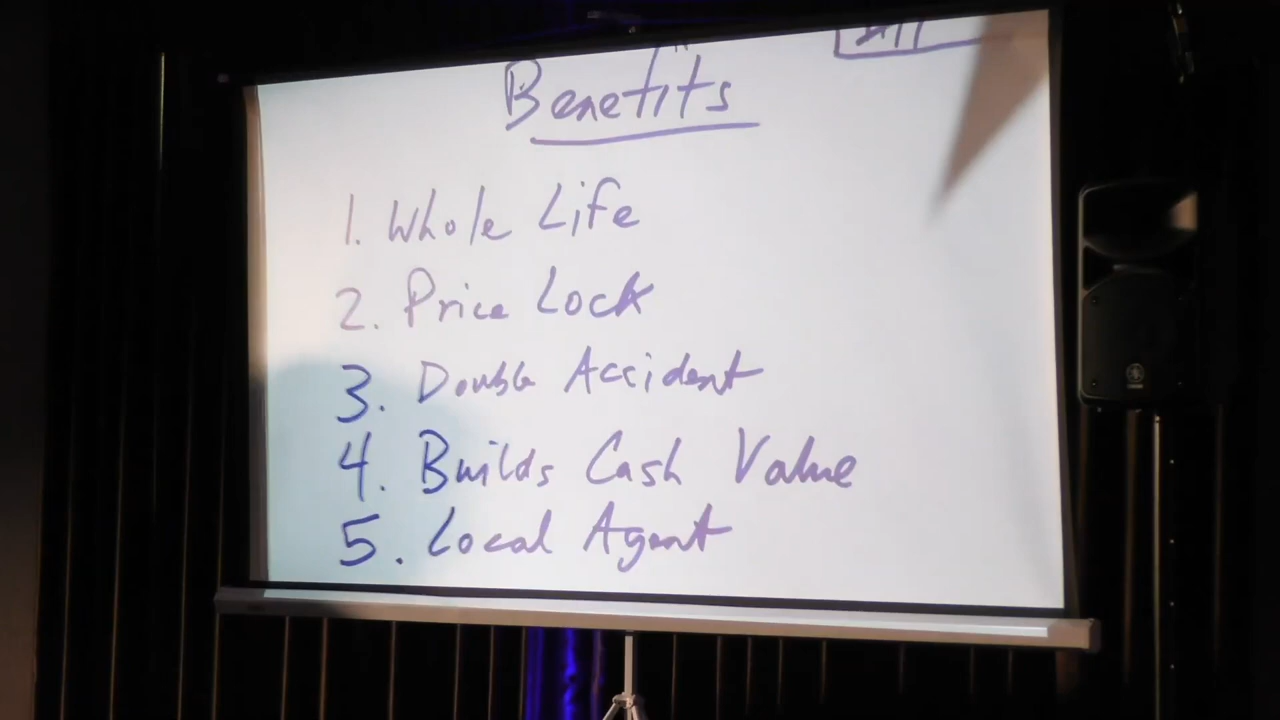 Benefits
1. Whole Life
2. Price Lock
3. Double Accident
4. Builds Cash Value
5. Local Agent